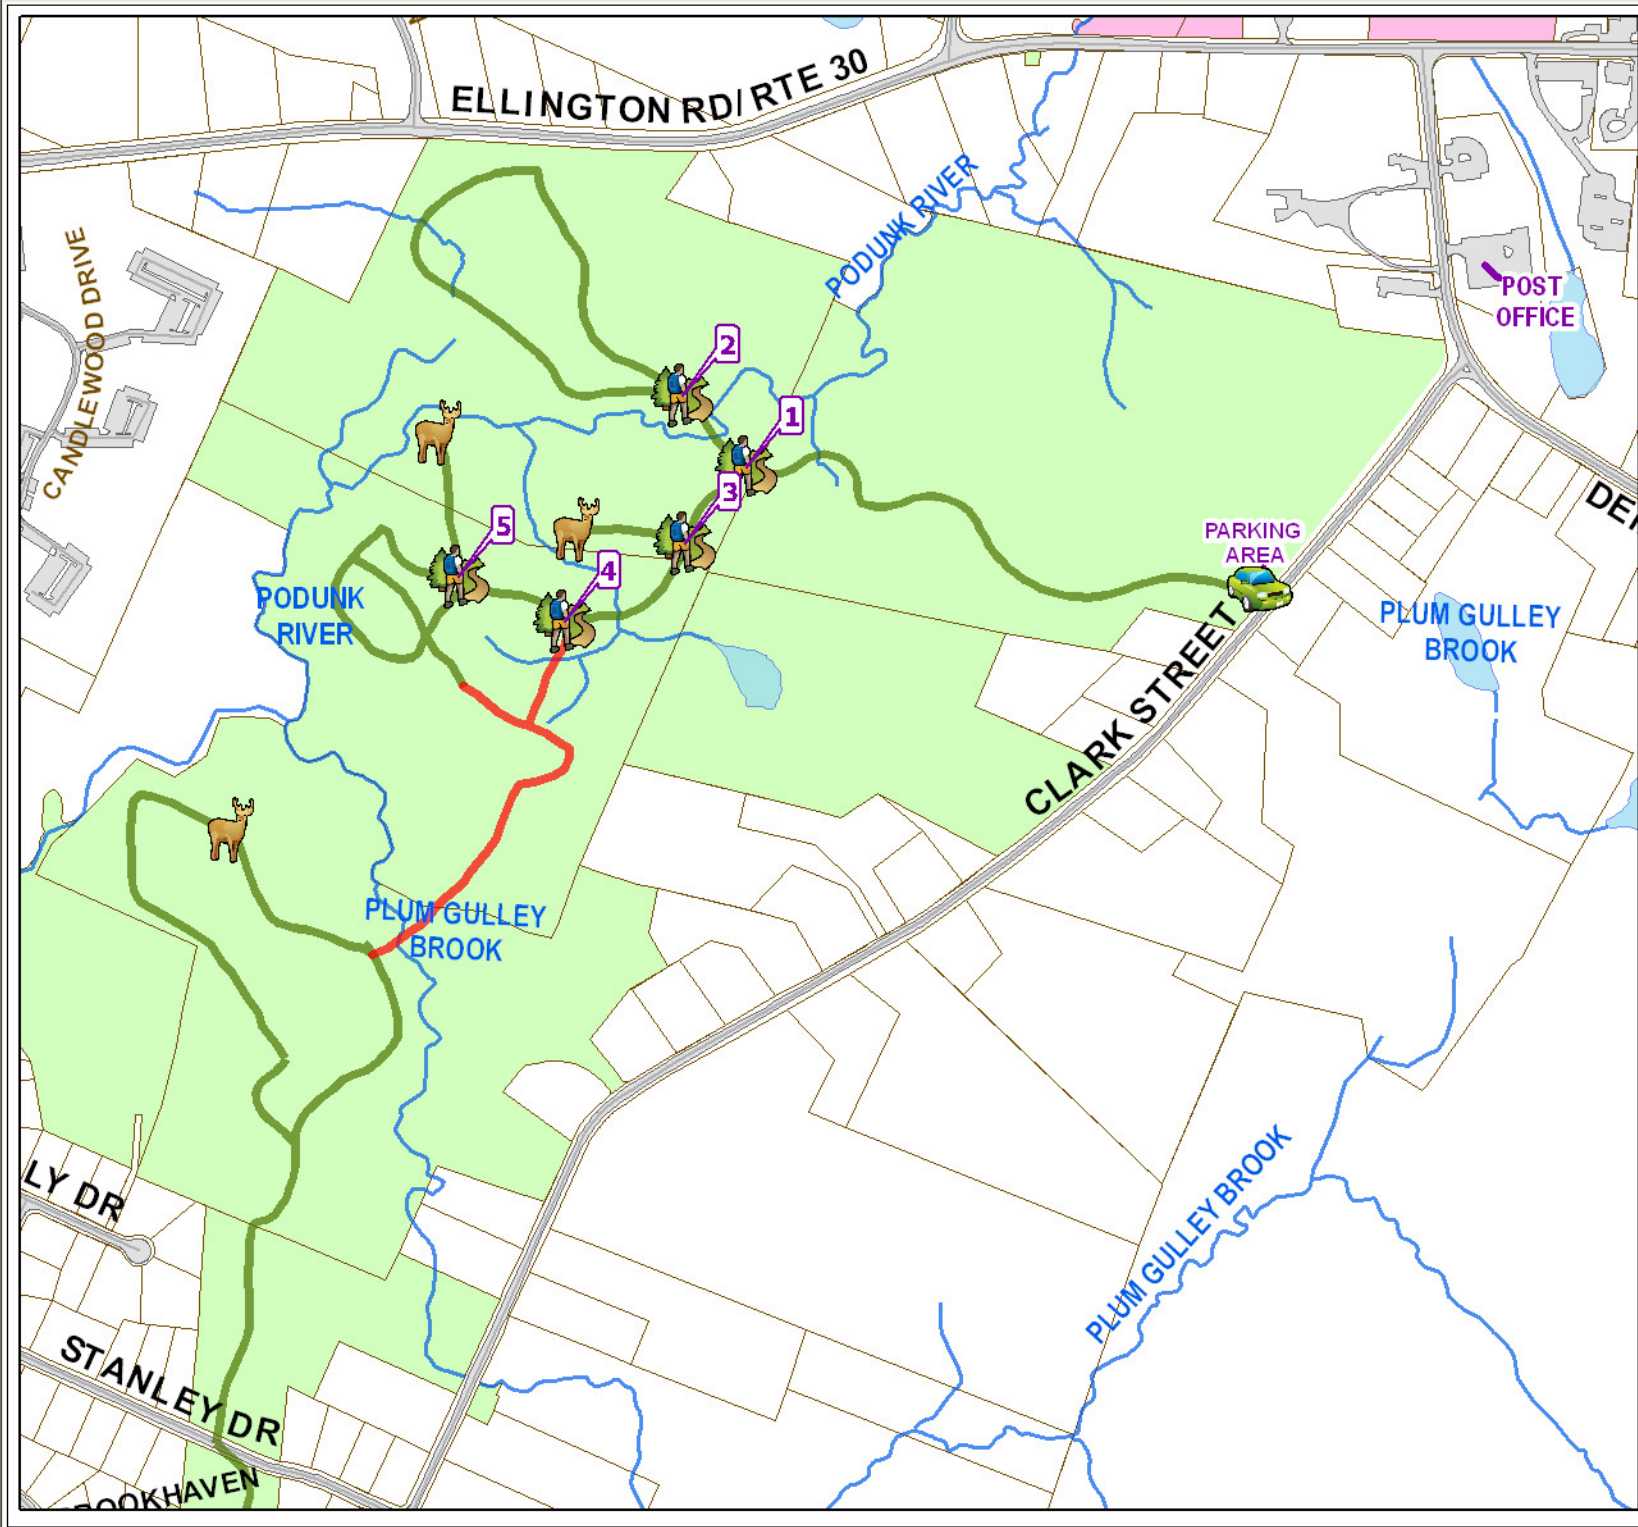 ELLINGTON RD/ RTE 30
PODUNK RIVER
CANDLEWOOD DRIVE
POST
OFFICE
2
1
3
5
4
PARKING
AREA
PODUNK
RIVER
PLUM GULLEY
BROOK
CLARK STREET
PLUM GULLEY
BROOK
LY DR
PLUM GULLEY BROOK
STANLEY DR